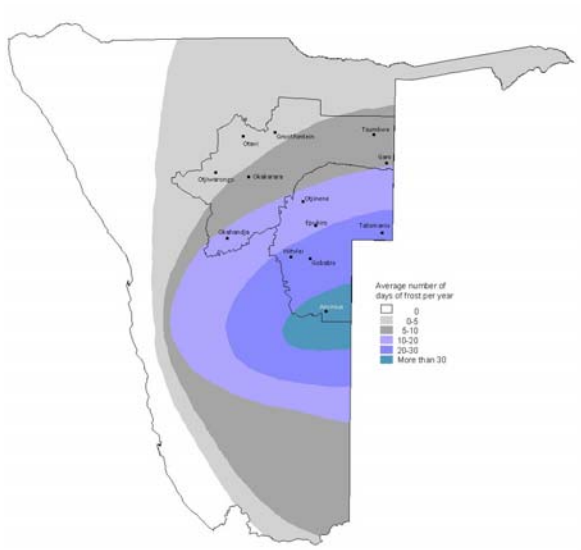 Grootfontein
Otavi
Tsumkwe
Gam
Otjiwarongo
Okakarara
Otjinene
Epukiro
Okahandja
Talismanis
Witvlei
Gobabis
Aminuis
Average number of
days of frost per year
0
0-5
5-10
10-20
20-30
More than 30